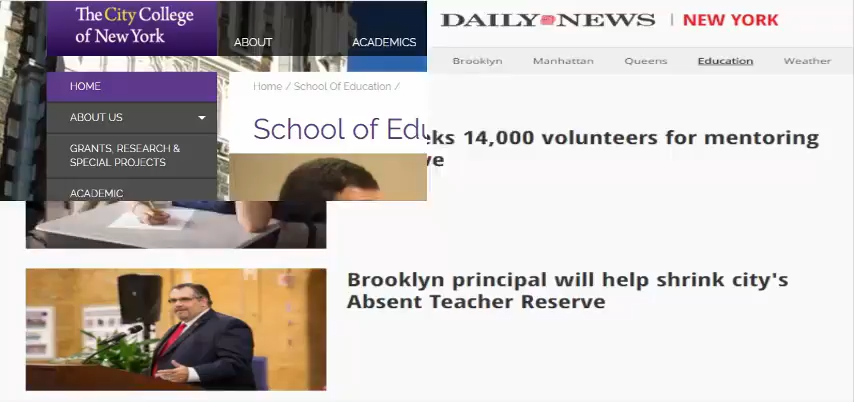 The City College
of New York
ABOUT
ACADEMICS
HOME
ABOUT US
GRANTS, RESEARCH &
SPECIAL PROJECTS
ACADEMIC
Home / School Of Education /
School of Edu
DAILY NEWS | NEW YORK
Brooklyn
Manhattan
Queens
Education
Weather
eks 14,000 volunteers for mentoring
ve
Brooklyn principal will help shrink city's
Absent Teacher Reserve